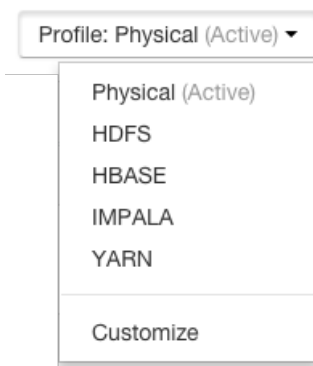 Profile: Physical (Active)
Physical (Active)
HDFS
HBASE
IMPALA
YARN
Customize